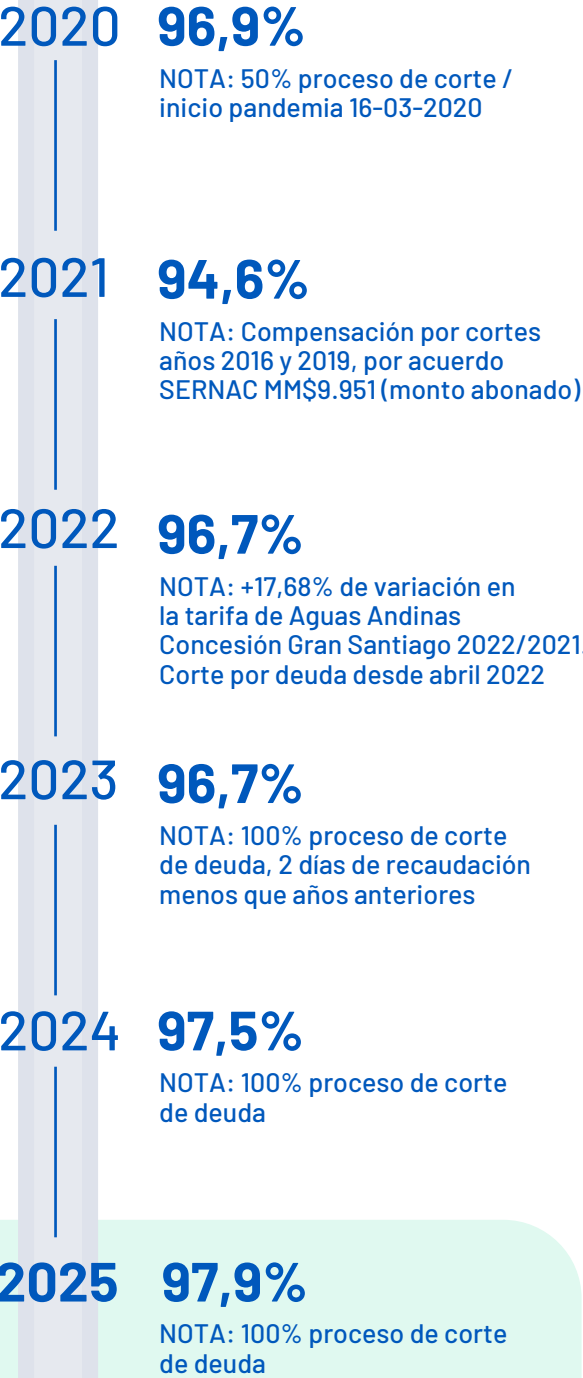 2020 96,9%
NOTA: 50% proceso de corte /
inicio pandemia 16-03-2020
2021 94,6%
NOTA: Compensación por cortes
años 2016 y 2019, por acuerdo
SERNAC MM$9.951 (monto abonado)
2022 96,7%
NOTA: +17,68% de variación en
la tarifa de Aguas Andinas
Concesión Gran Santiago 2022/2021.
Corte por deuda desde abril 2022
2023 96,7%
NOTA: 100% proceso de corte
de deuda, 2 días de recaudación
menos que años anteriores
2024 97,5%
NOTA: 100% proceso de corte
de deuda
2025 97,9%
NOTA: 100% proceso de corte
de deuda